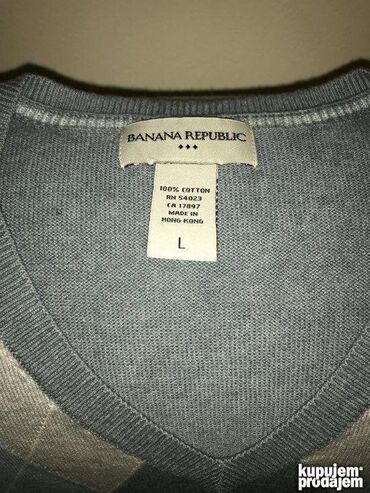 BANANA REPUBLIC
100% COTTON
RN 54023
CA 17897
MADE IN
HONG KONG
L
kupujem
prodajem